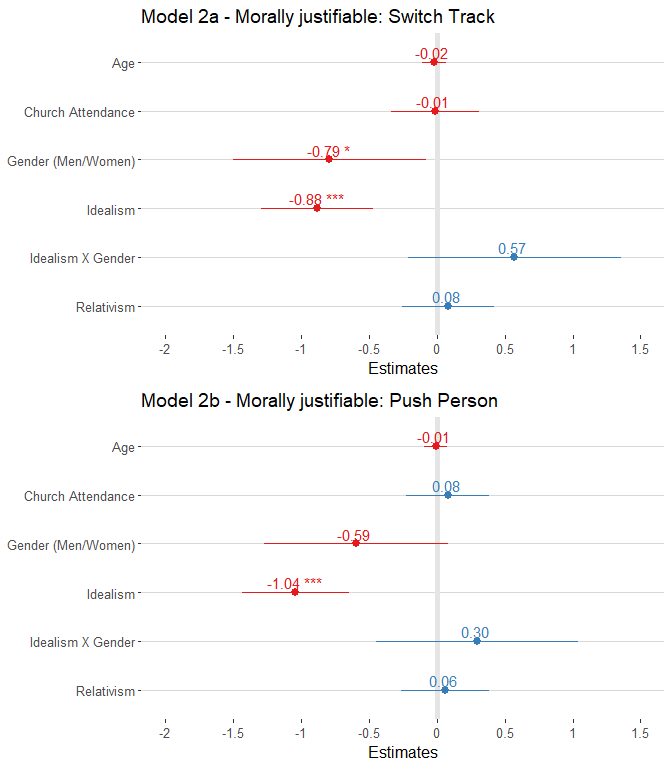 Model 2a - Morally justifiable: Switch Track
Age -0.02
Church Attendance -0.01
Gender (Men/Women) -0.79 *
Idealism -0.88 ***
Idealism X Gender 0.57
Relativism 0.08
-2 -1.5 -1 -0.5 0 0.5 1 1.5
Estimates
Model 2b - Morally justifiable: Push Person
Age -0.01
Church Attendance 0.08
Gender (Men/Women) -0.59
Idealism -1.04 ***
Idealism X Gender 0.30
Relativism 0.06
-2 -1.5 -1 -0.5 0 0.5 1 1.5
Estimates